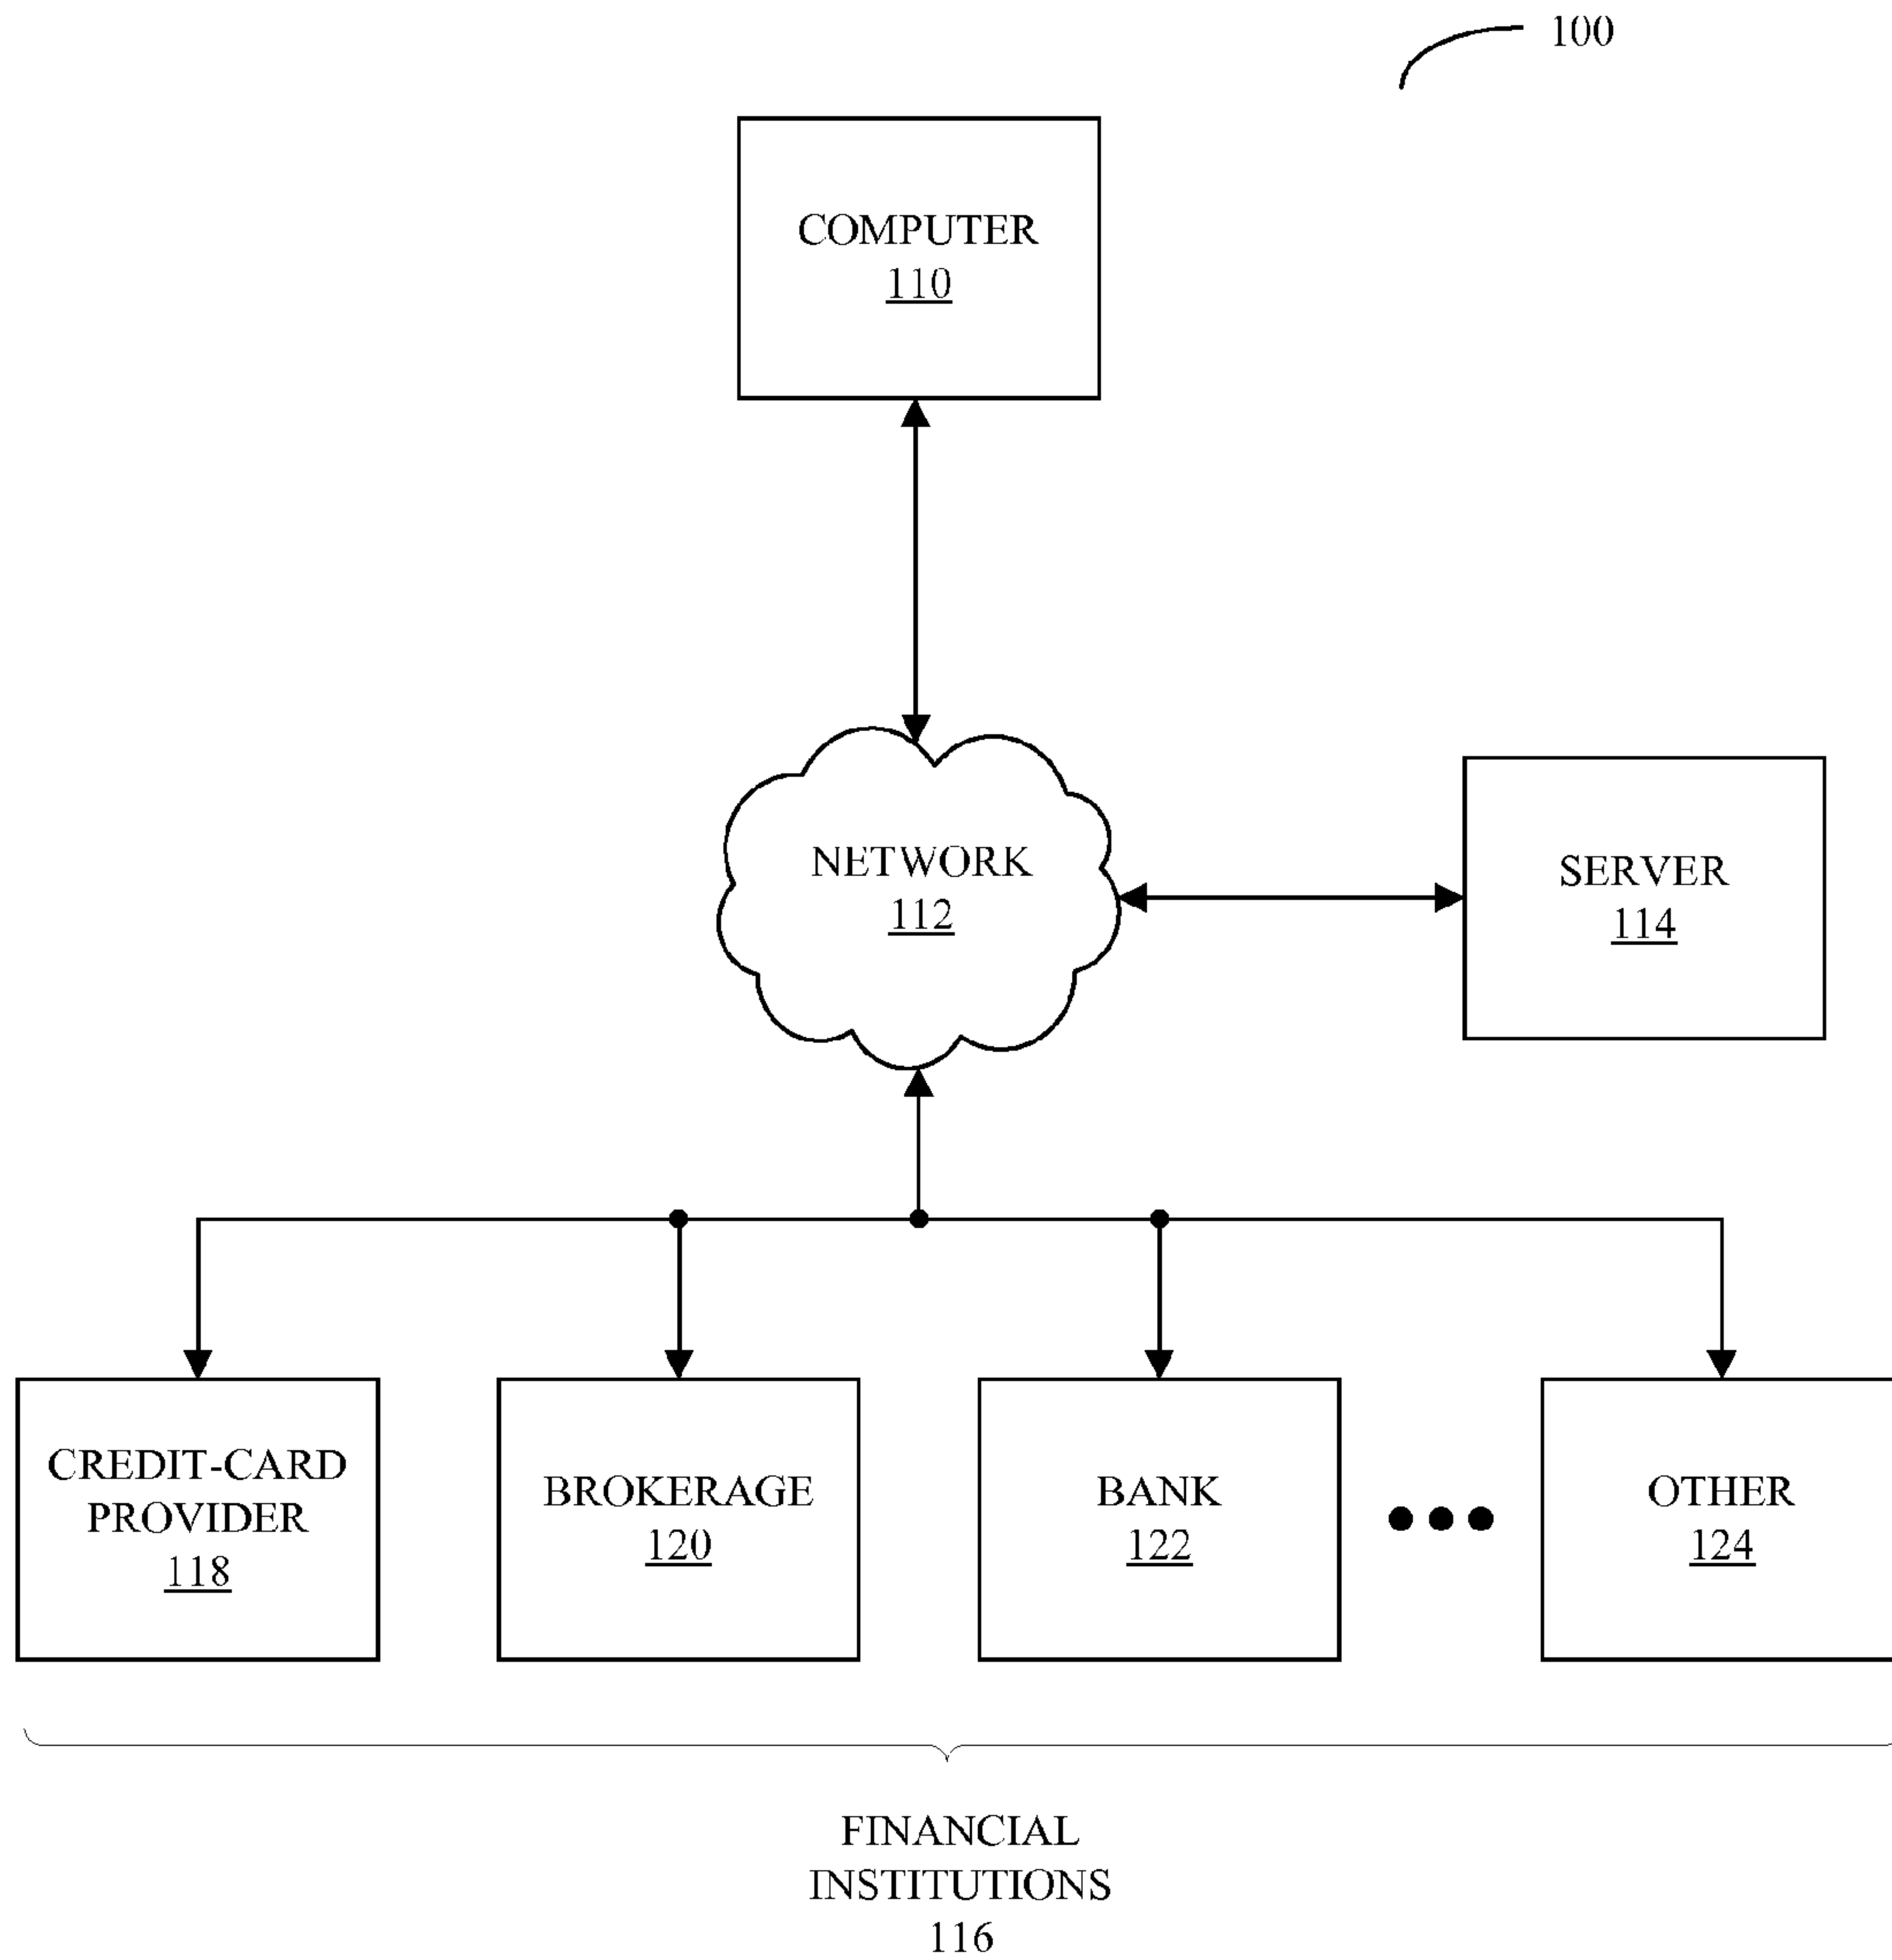 100
COMPUTER
110
NETWORK
112
SERVER
114
CREDIT-CARD
PROVIDER
118
BROKERAGE
120
BANK
122
OTHER
124
FINANCIAL
INSTITUTIONS
116